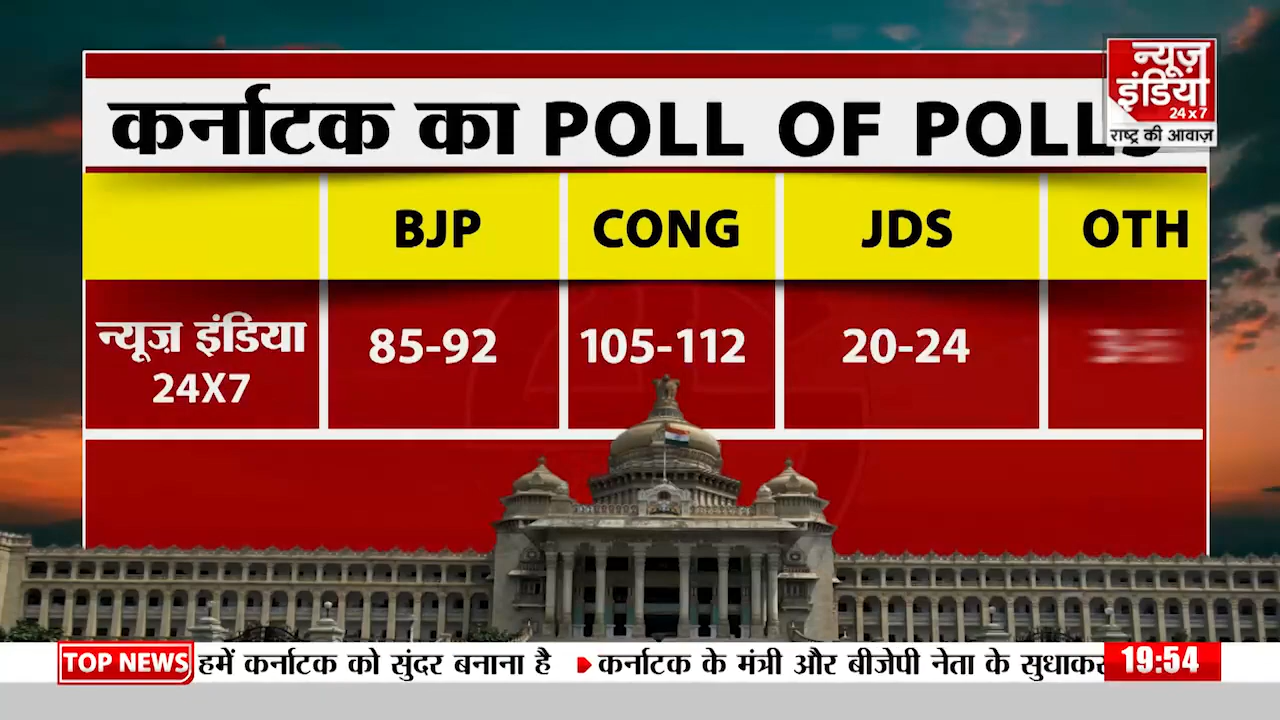 कर्नाटक का POLL OF POLLS
न्यूज़
इंडिया
24x7
राष्ट्र की आवाज़
BJP CONG JDS OTH
न्यूज़ इंडिया
24X7
85-92 105-112 20-24
TOP NEWS हमें कर्नाटक को सुंदर बनाना है कर्नाटक के मंत्री और बीजेपी नेता के सुधाकर 19:54